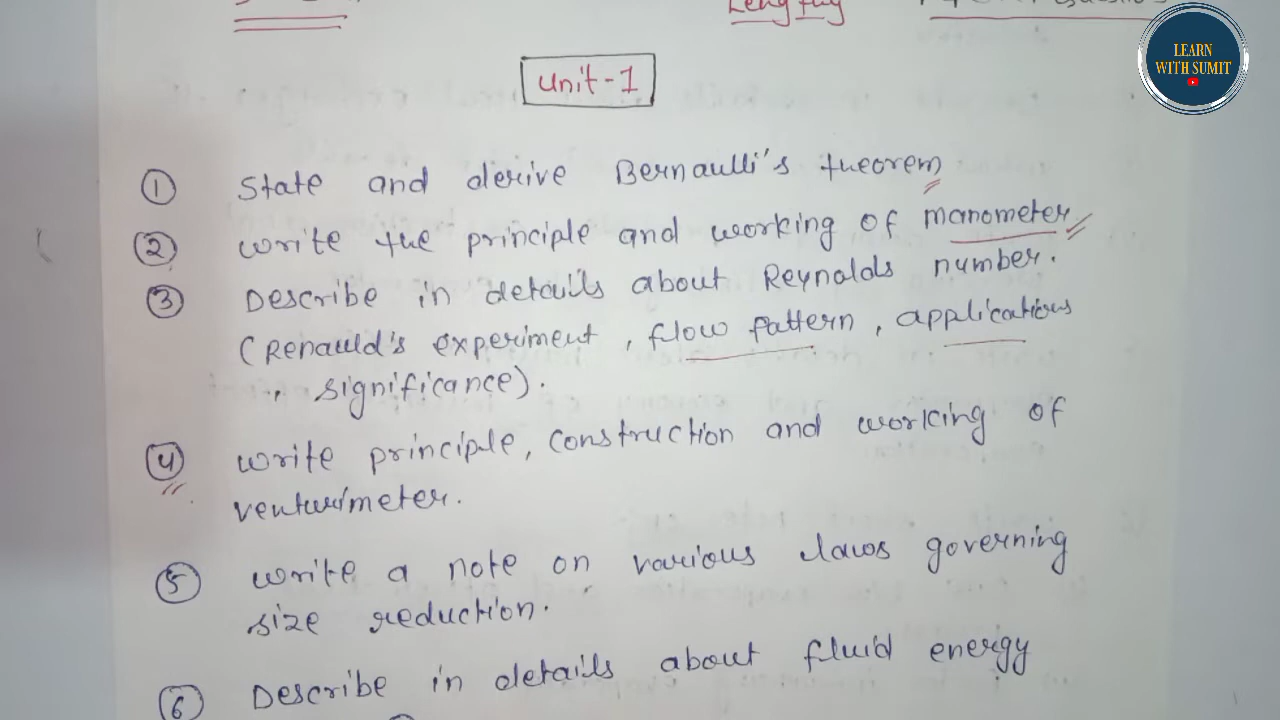 Lengthy
Unit-1
LEARN
WITH SUMIT
① State and derive Bernaulli's theorem
② write the principle and working of manometer
③ Describe in details about Reynolds number.
(Renauld's experiment, flow pattern, applications
, significance).
④ write principle, construction and working of
venturimeter.
⑤ write a note on various laws governing
size reduction.
⑥ Describe in details about fluid energy